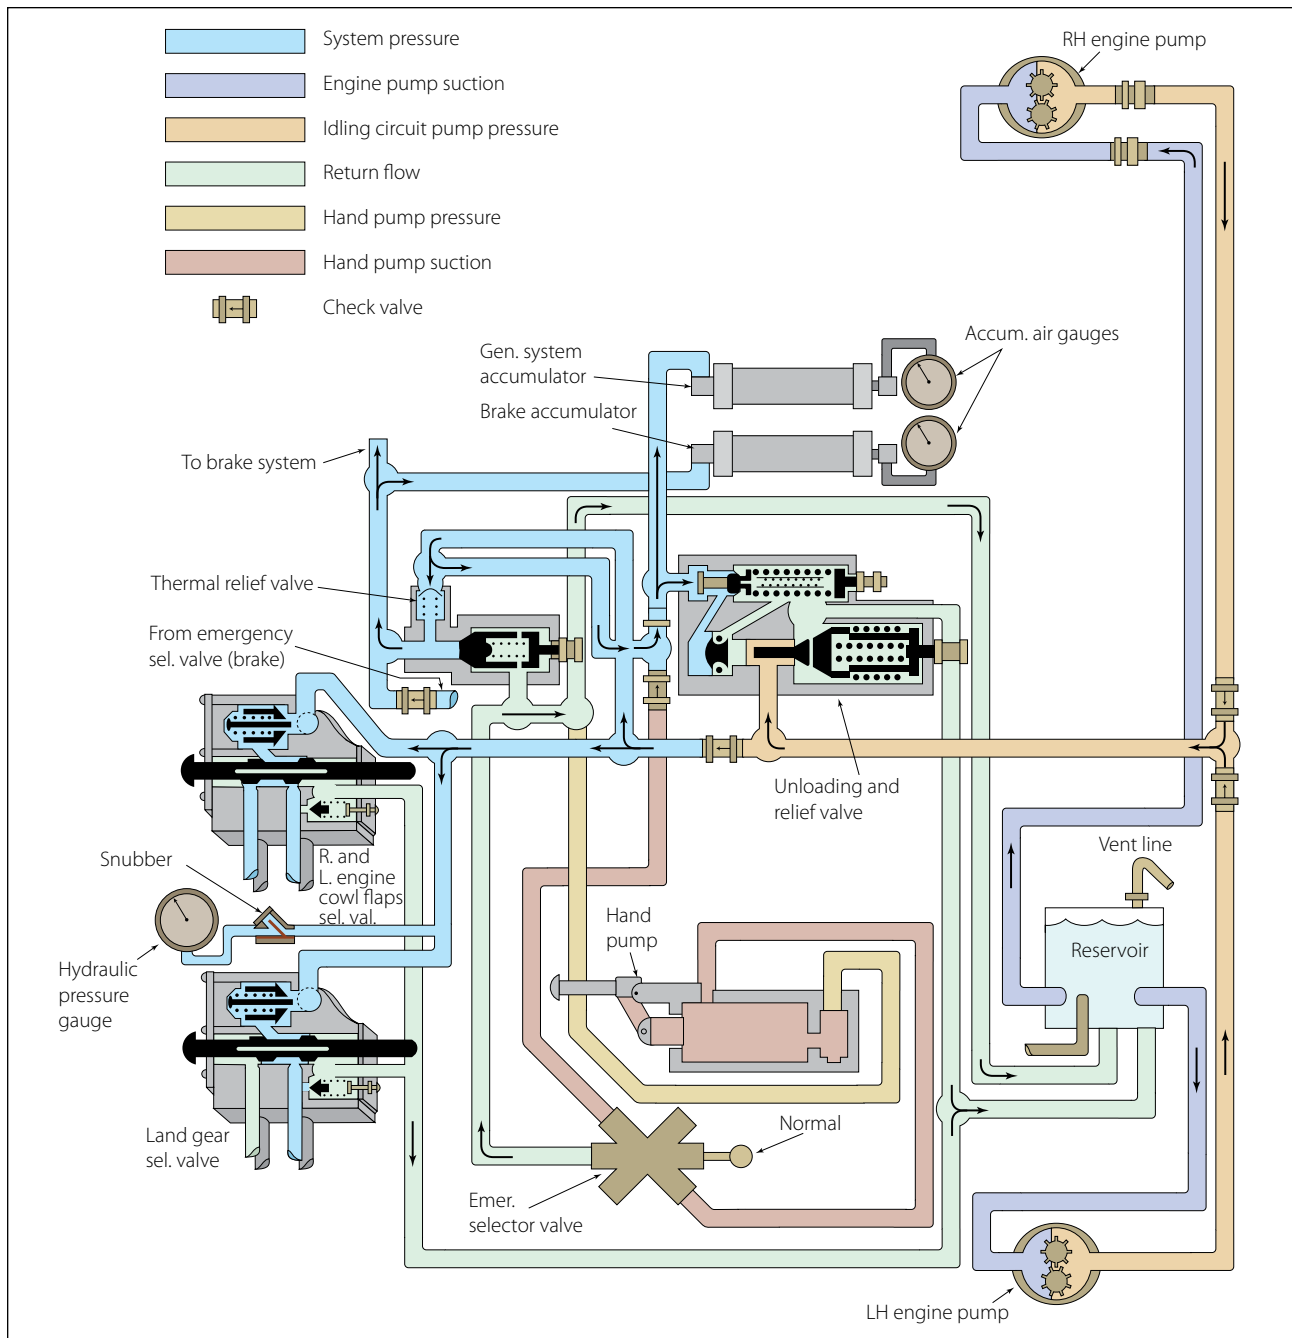 System pressure
Engine pump suction
Idling circuit pump pressure
Return flow
Hand pump pressure
Hand pump suction
Check valve
RH engine pump
Accum. air gauges
Gen. system
accumulator
Brake accumulator
To brake system
Thermal relief valve
From emergency
sel. valve (brake)
Unloading and
relief valve
Vent line
Reservoir
R. and
L. engine
cowl flaps
sel. val.
Snubber
Hydraulic
pressure
gauge
Hand
pump
Normal
Land gear
sel. valve
Emer.
selector valve
LH engine pump